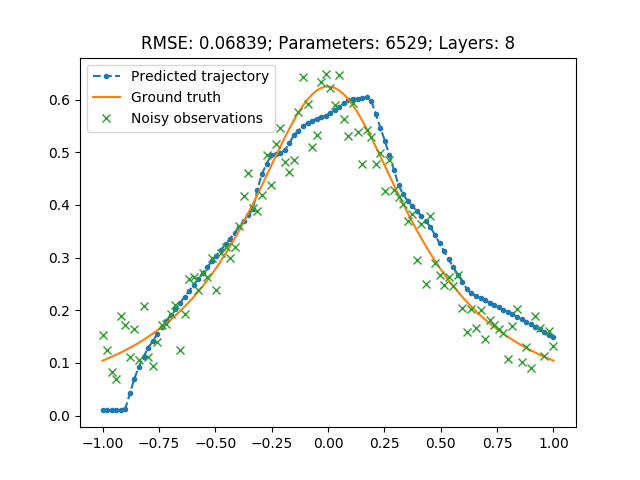 RMSE: 0.06839; Parameters: 6529; Layers: 8
Predicted trajectory
Ground truth
Noisy observations
0.6
0.5
0.4
0.3
0.2
0.1
0.0
−1.00 −0.75 −0.50 −0.25 0.00 0.25 0.50 0.75 1.00